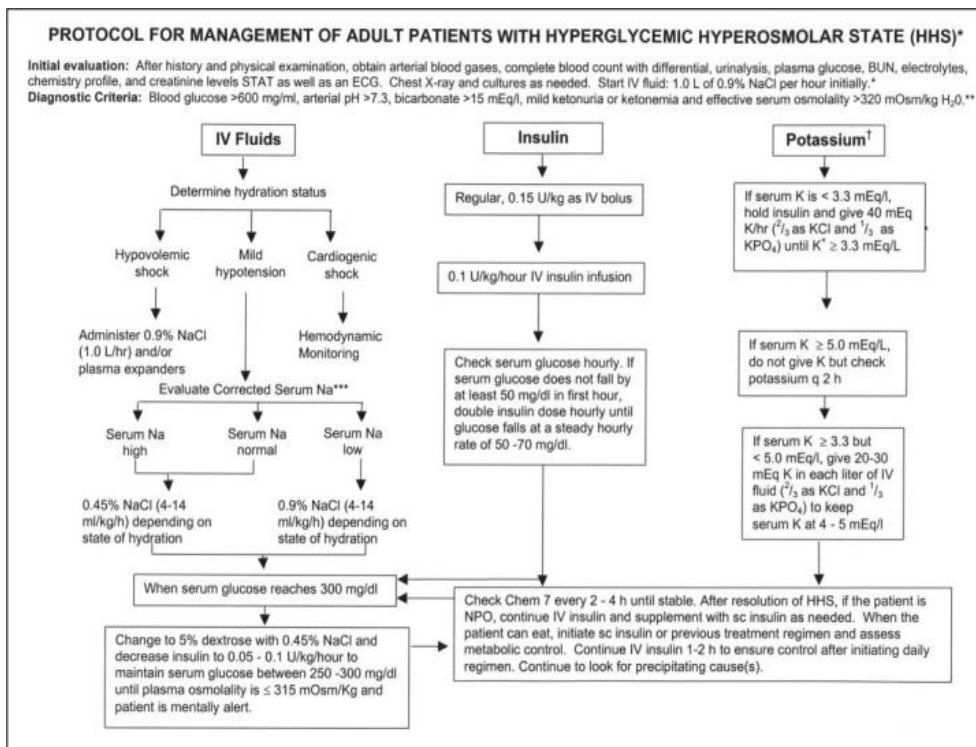 PROTOCOL FOR MANAGEMENT OF ADULT PATIENTS WITH HYPERGLYCEMIC HYPEROSMOLAR STATE (HHS)*
Initial evaluation: After history and physical examination, obtain arterial blood gases, complete blood count with differential, urinalysis, plasma glucose, BUN, electrolytes,
chemistry profile, and creatinine levels STAT as well as an ECG. Chest X-ray and cultures as needed. Start IV fluid: 1.0 L of 0.9% NaCl per hour initially.*
Diagnostic Criteria: Blood glucose >600 mg/ml, arterial pH >7.3, bicarbonate >15 mEq/l, mild ketonuria or ketonemia and effective serum osmolality >320 mOsm/kg H₂0.**
IV Fluids
Determine hydration status
Hypovolemic
shock
Mild
hypotension
Cardiogenic
shock
Administer 0.9% NaCl
(1.0 L/hr) and/or
plasma expanders
Hemodynamic
Monitoring
Evaluate Corrected Serum Na***
Serum Na
high
Serum Na
normal
Serum Na
low
0.45% NaCl (4-14
ml/kg/h) depending on
state of hydration
0.9% NaCl (4-14
ml/kg/h) depending on
state of hydration
When serum glucose reaches 300 mg/dl
Change to 5% dextrose with 0.45% NaCl and
decrease insulin to 0.05 - 0.1 U/kg/hour to
maintain serum glucose between 250 -300 mg/dl
until plasma osmolality is ≤ 315 mOsm/Kg and
patient is mentally alert.
Insulin
Regular, 0.15 U/kg as IV bolus
0.1 U/kg/hour IV insulin infusion
Check serum glucose hourly. If
serum glucose does not fall by
at least 50 mg/dl in first hour,
double insulin dose hourly until
glucose falls at a steady hourly
rate of 50 -70 mg/dl.
Potassium†
If serum K is < 3.3 mEq/l,
hold insulin and give 40 mEq
K/hr (²/₃ as KCl and ¹/₃ as
KPO₄) until K⁺ ≥ 3.3 mEq/L
If serum K ≥ 5.0 mEq/L,
do not give K but check
potassium q 2 h
If serum K ≥ 3.3 but
< 5.0 mEq/l, give 20-30
mEq K in each liter of IV
fluid (²/₃ as KCl and ¹/₃
as KPO₄) to keep
serum K at 4 - 5 mEq/l
Check Chem 7 every 2 - 4 h until stable. After resolution of HHS, if the patient is
NPO, continue IV insulin and supplement with sc insulin as needed. When the
patient can eat, initiate sc insulin or previous treatment regimen and assess
metabolic control. Continue IV insulin 1-2 h to ensure control after initiating daily
regimen. Continue to look for precipitating cause(s).